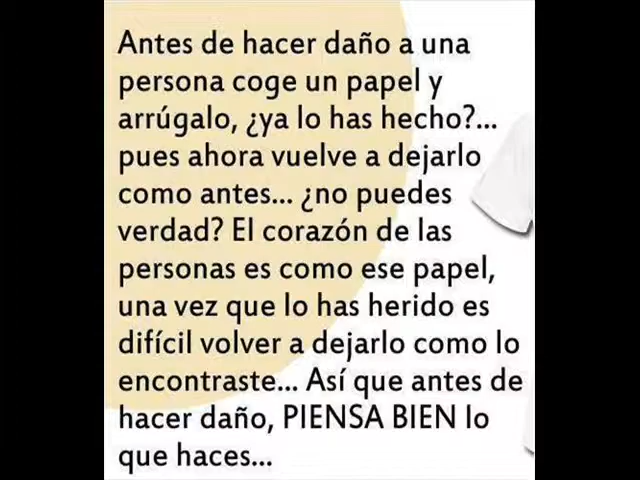 Antes de hacer daño a una
persona coge un papel y
arrúgalo, ¿ya lo has hecho?...
pues ahora vuelve a dejarlo
como antes... ¿no puedes
verdad? El corazón de las
personas es como ese papel,
una vez que lo has herido es
difícil volver a dejarlo como lo
encontraste... Así que antes de
hacer daño, PIENSA BIEN lo
que haces...